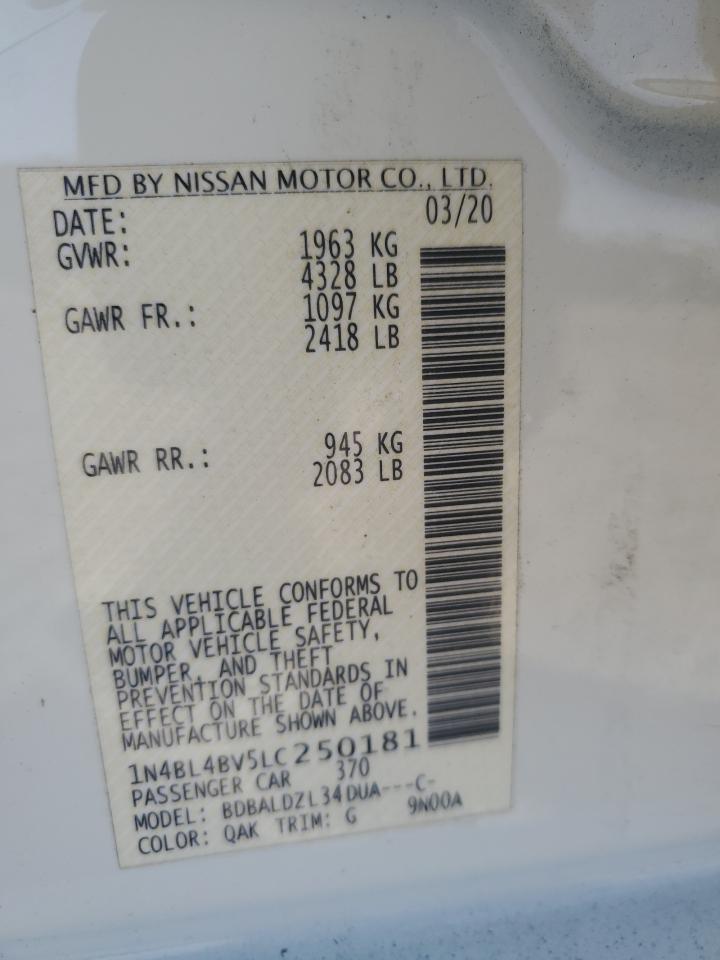 MFD BY NISSAN MOTOR CO., LTD.
DATE: 03/20
GVWR: 1963 KG
4328 LB
GAWR FR.: 1097 KG
2418 LB
GAWR RR.: 945 KG
2083 LB
THIS VEHICLE CONFORMS TO
ALL APPLICABLE FEDERAL
MOTOR VEHICLE SAFETY,
BUMPER, AND THEFT
PREVENTION STANDARDS IN
EFFECT ON THE DATE OF
MANUFACTURE SHOWN ABOVE.
1N4BL4BV5LC250181
PASSENGER CAR 370
MODEL: BDBALDZL34DUA---C-
COLOR: QAK TRIM: G 9N00A